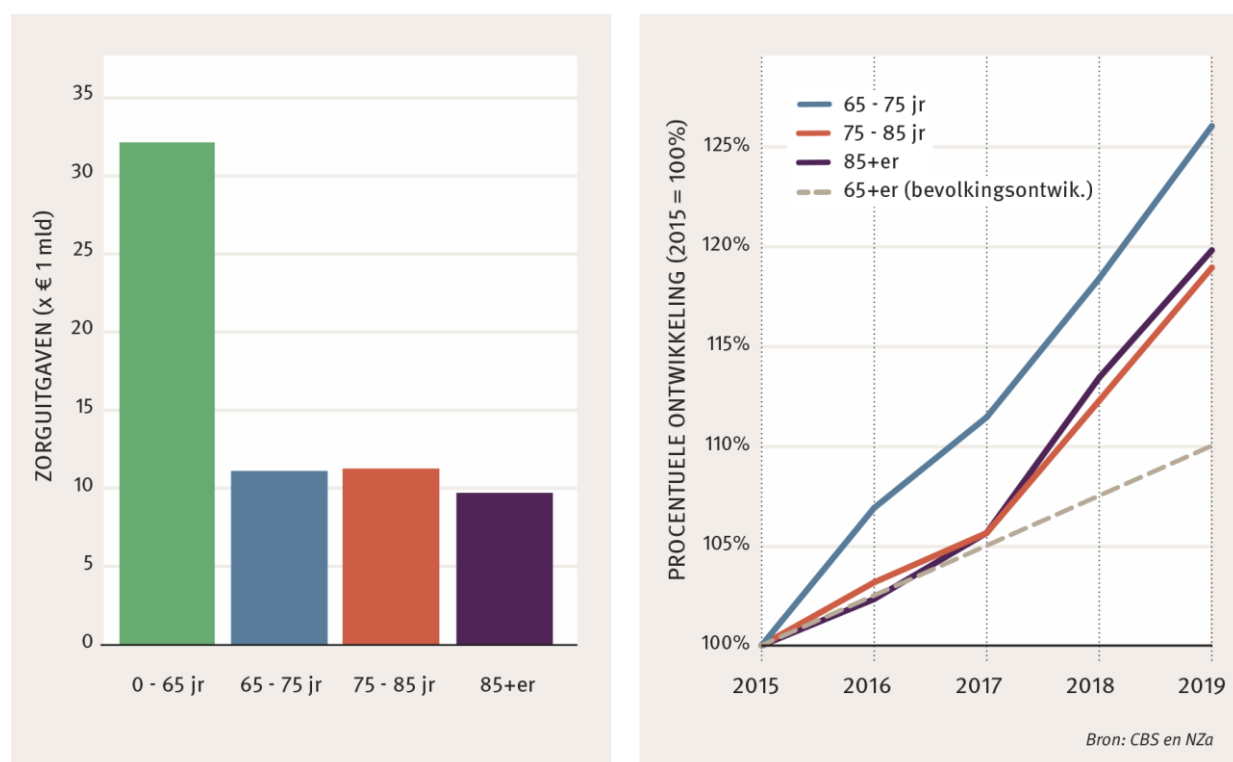 ZORGUITGAVEN (x € 1 mld)
35
30
25
20
15
10
5
0
0 - 65 jr
65 - 75 jr
75 - 85 jr
85+er
PROCENTUELE ONTWIKKELING (2015 = 100%)
65 - 75 jr
75 - 85 jr
85+er
65+er (bevolkingsontwik.)
125%
120%
115%
110%
105%
100%
2015
2016
2017
2018
2019
Bron: CBS en NZa